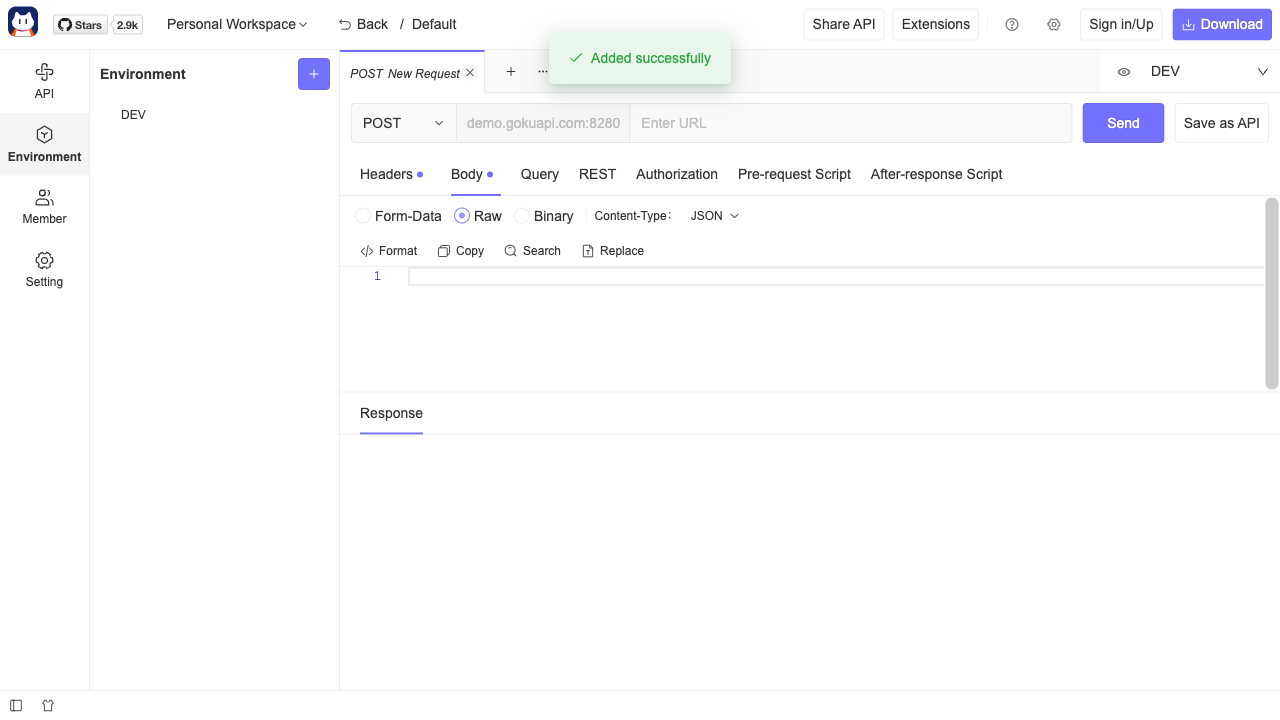 Stars 2.9k Personal Workspace Back / Default Share API Extensions Sign in/Up Download
Added successfully
API
Environment
Member
Setting
Environment
DEV
POST New Request
DEV
POST demo.gokuapi.com:8280 Enter URL Send Save as API
Headers Body Query REST Authorization Pre-request Script After-response Script
Form-Data Raw Binary Content-Type: JSON
Format Copy Search Replace
1
Response